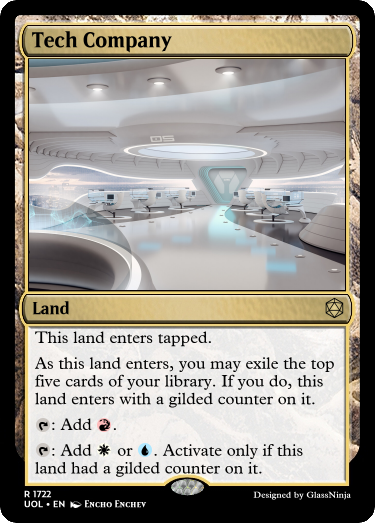 Tech Company
05
Land
This land enters tapped.
As this land enters, you may exile the top
five cards of your library. If you do, this
land enters with a gilded counter on it.
: Add .
: Add or . Activate only if this
land had a gilded counter on it.
R 1722
UOL • EN Encho Enchev
Designed by GlassNinja